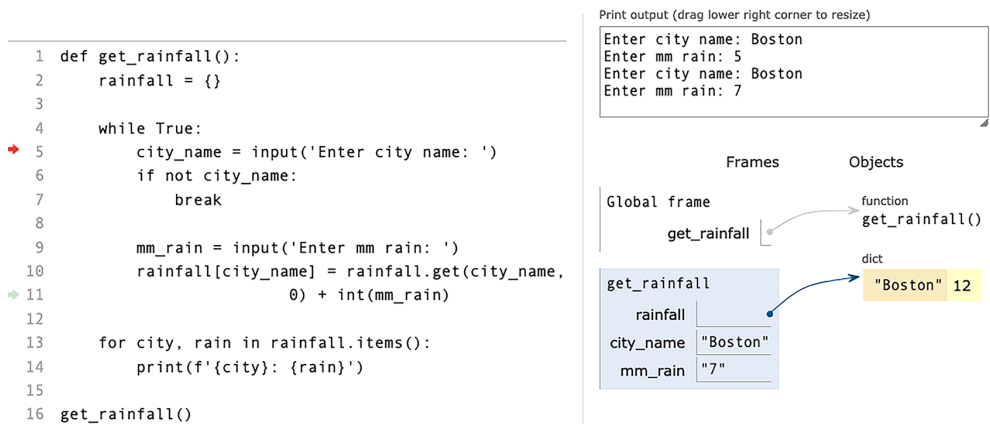 1 def get_rainfall():
2     rainfall = {}
3
4     while True:
5         city_name = input('Enter city name: ')
6         if not city_name:
7             break
8
9         mm_rain = input('Enter mm rain: ')
10         rainfall[city_name] = rainfall.get(city_name,
11                         0) + int(mm_rain)
12
13     for city, rain in rainfall.items():
14         print(f'{city}: {rain}')
15
16 get_rainfall()
Print output (drag lower right corner to resize)
Enter city name: Boston
Enter mm rain: 5
Enter city name: Boston
Enter mm rain: 7
Frames Objects
Global frame
get_rainfall
function
get_rainfall()
get_rainfall
rainfall
city_name "Boston"
mm_rain "7"
dict
"Boston" 12